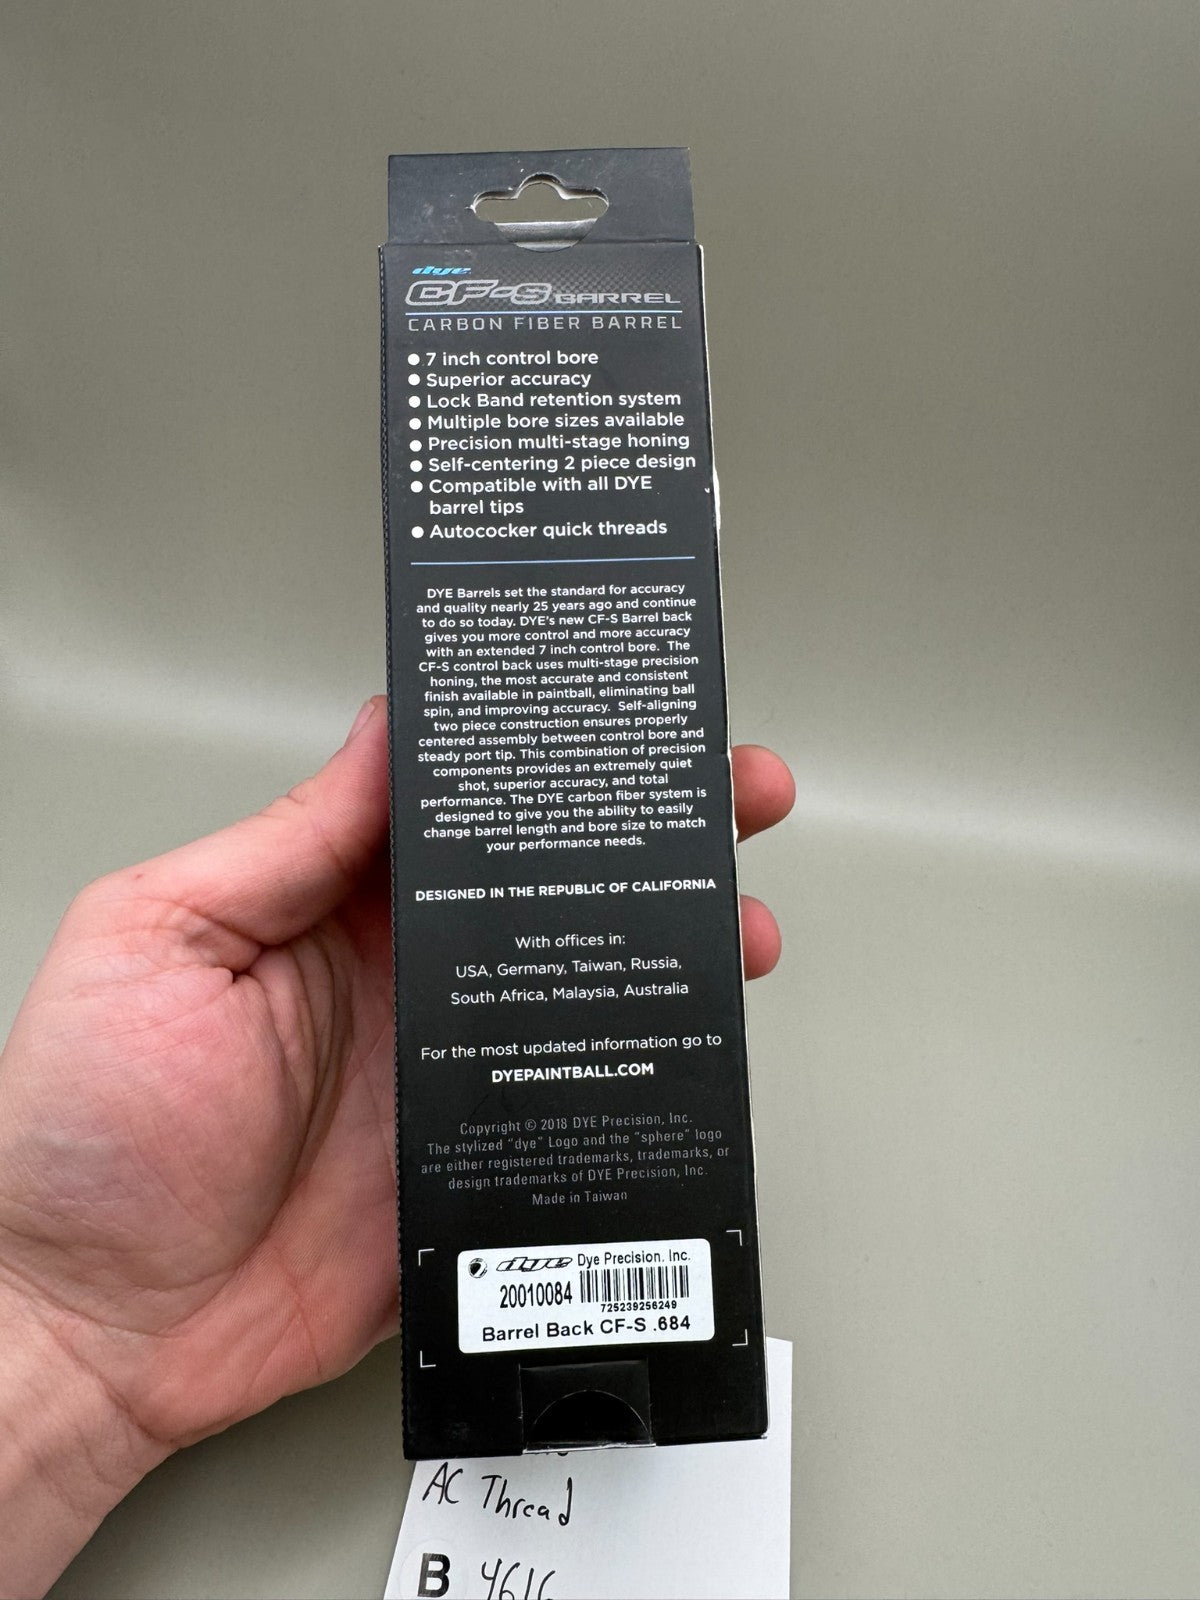 dye
CF-S BARREL
CARBON FIBER BARREL
7 inch control bore
Superior accuracy
Lock Band retention system
Multiple bore sizes available
Precision multi-stage honing
Self-centering 2 piece design
Compatible with all DYE
barrel tips
Autococker quick threads
DYE Barrels set the standard for accuracy
and quality nearly 25 years ago and continue
to do so today. DYE's new CF-S Barrel back
gives you more control and more accuracy
with an extended 7 inch control bore. The
CF-S control back uses multi-stage precision
honing, the most accurate and consistent
finish available in paintball, eliminating ball
spin, and improving accuracy. Self-aligning
two piece construction ensures properly
centered assembly between control bore and
steady port tip. This combination of precision
components provides an extremely quiet
shot, superior accuracy, and total
performance. The DYE carbon fiber system is
designed to give you the ability to easily
change barrel length and bore size to match
your performance needs.
DESIGNED IN THE REPUBLIC OF CALIFORNIA
With offices in:
USA, Germany, Taiwan, Russia,
South Africa, Malaysia, Australia
For the most updated information go to
DYEPAINTBALL.COM
Copyright © 2018 DYE Precision, Inc.
The stylized "dye" Logo and the "sphere" logo
are either registered trademarks, trademarks, or
design trademarks of DYE Precision, Inc.
Made in Taiwan
dye Dye Precision. Inc.
20010084
725239256249
Barrel Back CF-S .684
AC Thread
B 4616